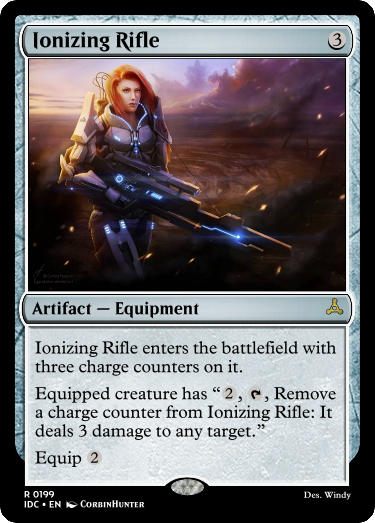 Ionizing Rifle 3
Artifact — Equipment
Ionizing Rifle enters the battlefield with
three charge counters on it.
Equipped creature has “2, , Remove
a charge counter from Ionizing Rifle: It
deals 3 damage to any target.”
Equip 2
R 0199
IDC • EN CorbinHunter
Des. Windy